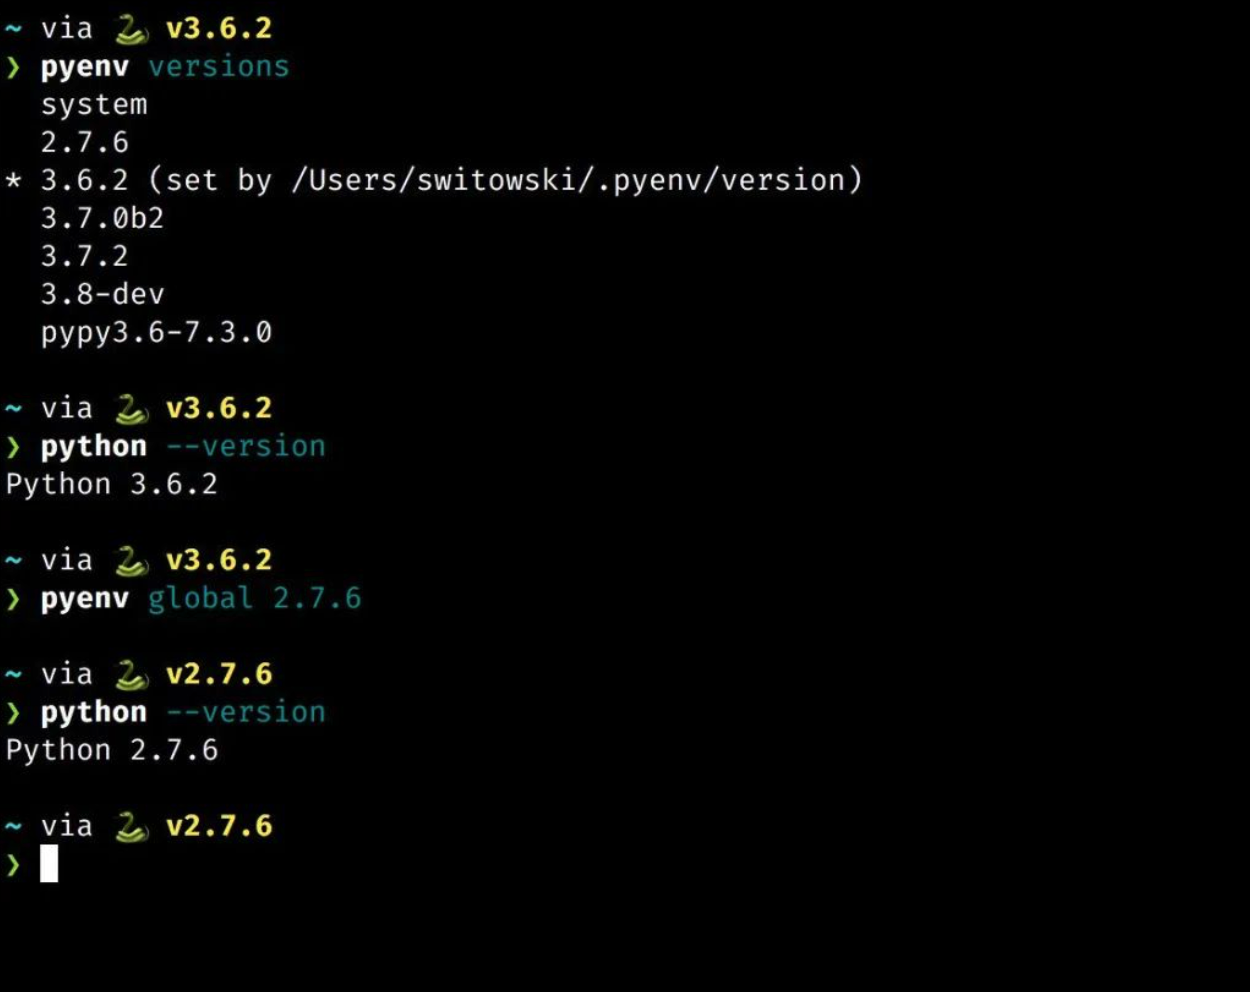 ~ via 🐍 v3.6.2
❯ pyenv versions
  system
  2.7.6
* 3.6.2 (set by /Users/switowski/.pyenv/version)
  3.7.0b2
  3.7.2
  3.8-dev
  pypy3.6-7.3.0

~ via 🐍 v3.6.2
❯ python --version
Python 3.6.2

~ via 🐍 v3.6.2
❯ pyenv global 2.7.6

~ via 🐍 v2.7.6
❯ python --version
Python 2.7.6

~ via 🐍 v2.7.6
❯